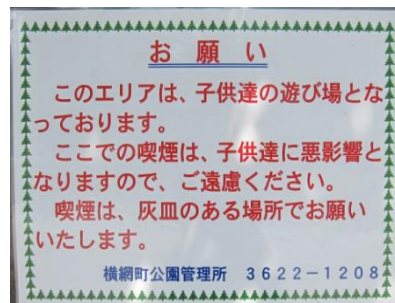 お願い
このエリアは、子供達の遊び場とな
っております。
ここでの喫煙は、子供達に悪影響と
なりますので、ご遠慮ください。
喫煙は、灰皿のある場所でお願い
いたします。
横網町公園管理所 3622-1208